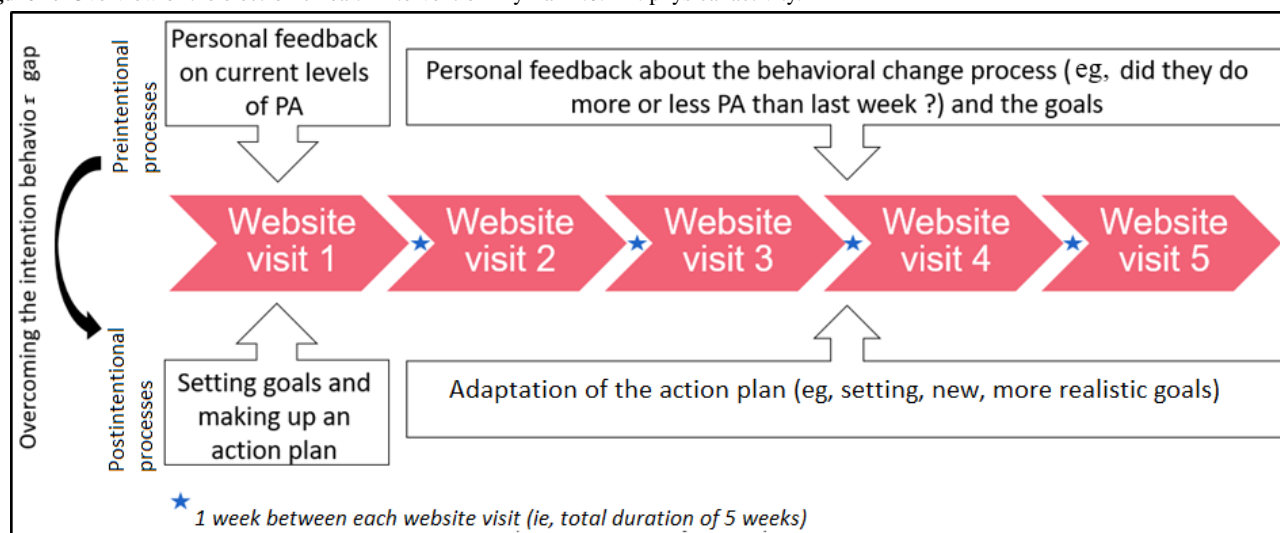 Personal feedback
on current levels
of PA
Personal feedback about the behavioral change process (eg, did they do
more or less PA than last week ?) and the goals
Overcoming the intention behavior gap
Preintentional
processes
Website
visit 1
Website
visit 2
Website
visit 3
Website
visit 4
Website
visit 5
Postintentional
processes
Setting goals and
making up an
action plan
Adaptation of the action plan (eg, setting, new, more realistic goals)
1 week between each website visit (ie, total duration of 5 weeks)